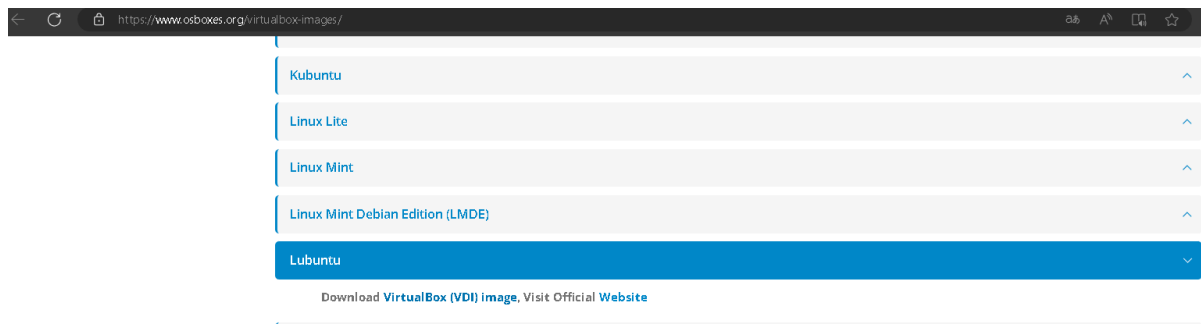 https://www.osboxes.org/virtualbox-images/
Kubuntu
Linux Lite
Linux Mint
Linux Mint Debian Edition (LMDE)
Lubuntu
Download VirtualBox (VDI) image, Visit Official Website